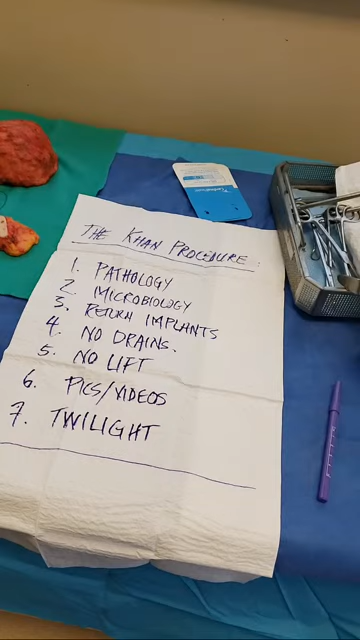 THE KHAN PROCEDURE:
1. PATHOLOGY
2. MICROBIOLOGY
3. RETURN IMPLANTS
4. NO DRAINS.
5. NO LIFT
6. PICS/VIDEOS
7. TWILIGHT